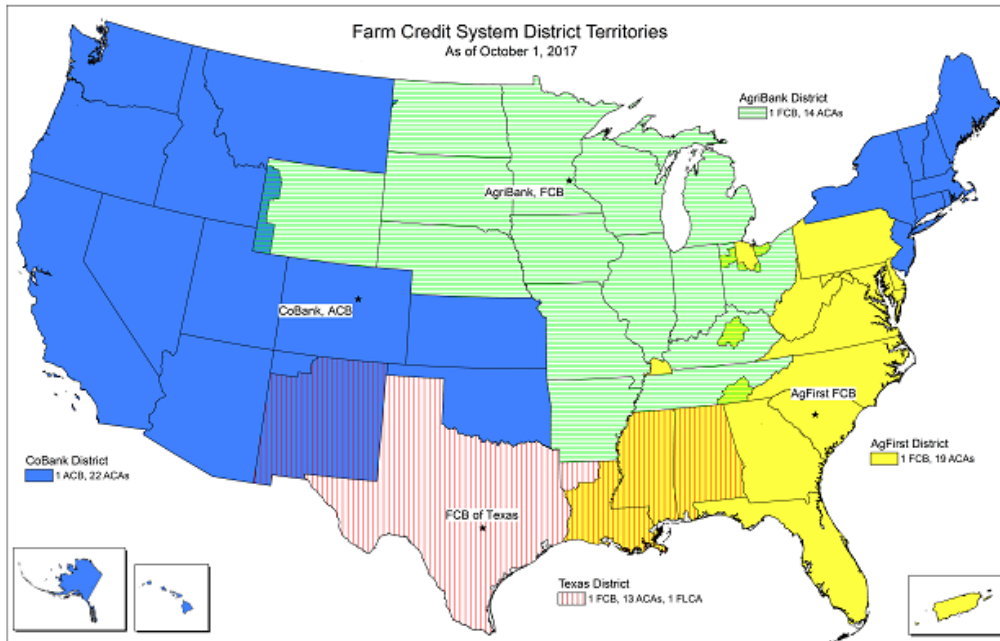 Farm Credit System District Territories
As of October 1, 2017
AgriBank District
1 FCB, 14 ACAs
AgriBank, FCB
CoBank, ACB
AgFirst FCB
AgFirst District
1 FCB, 19 ACAs
CoBank District
1 ACB, 22 ACAs
FCB of Texas
Texas District
1 FCB, 13 ACAs, 1 FLCA